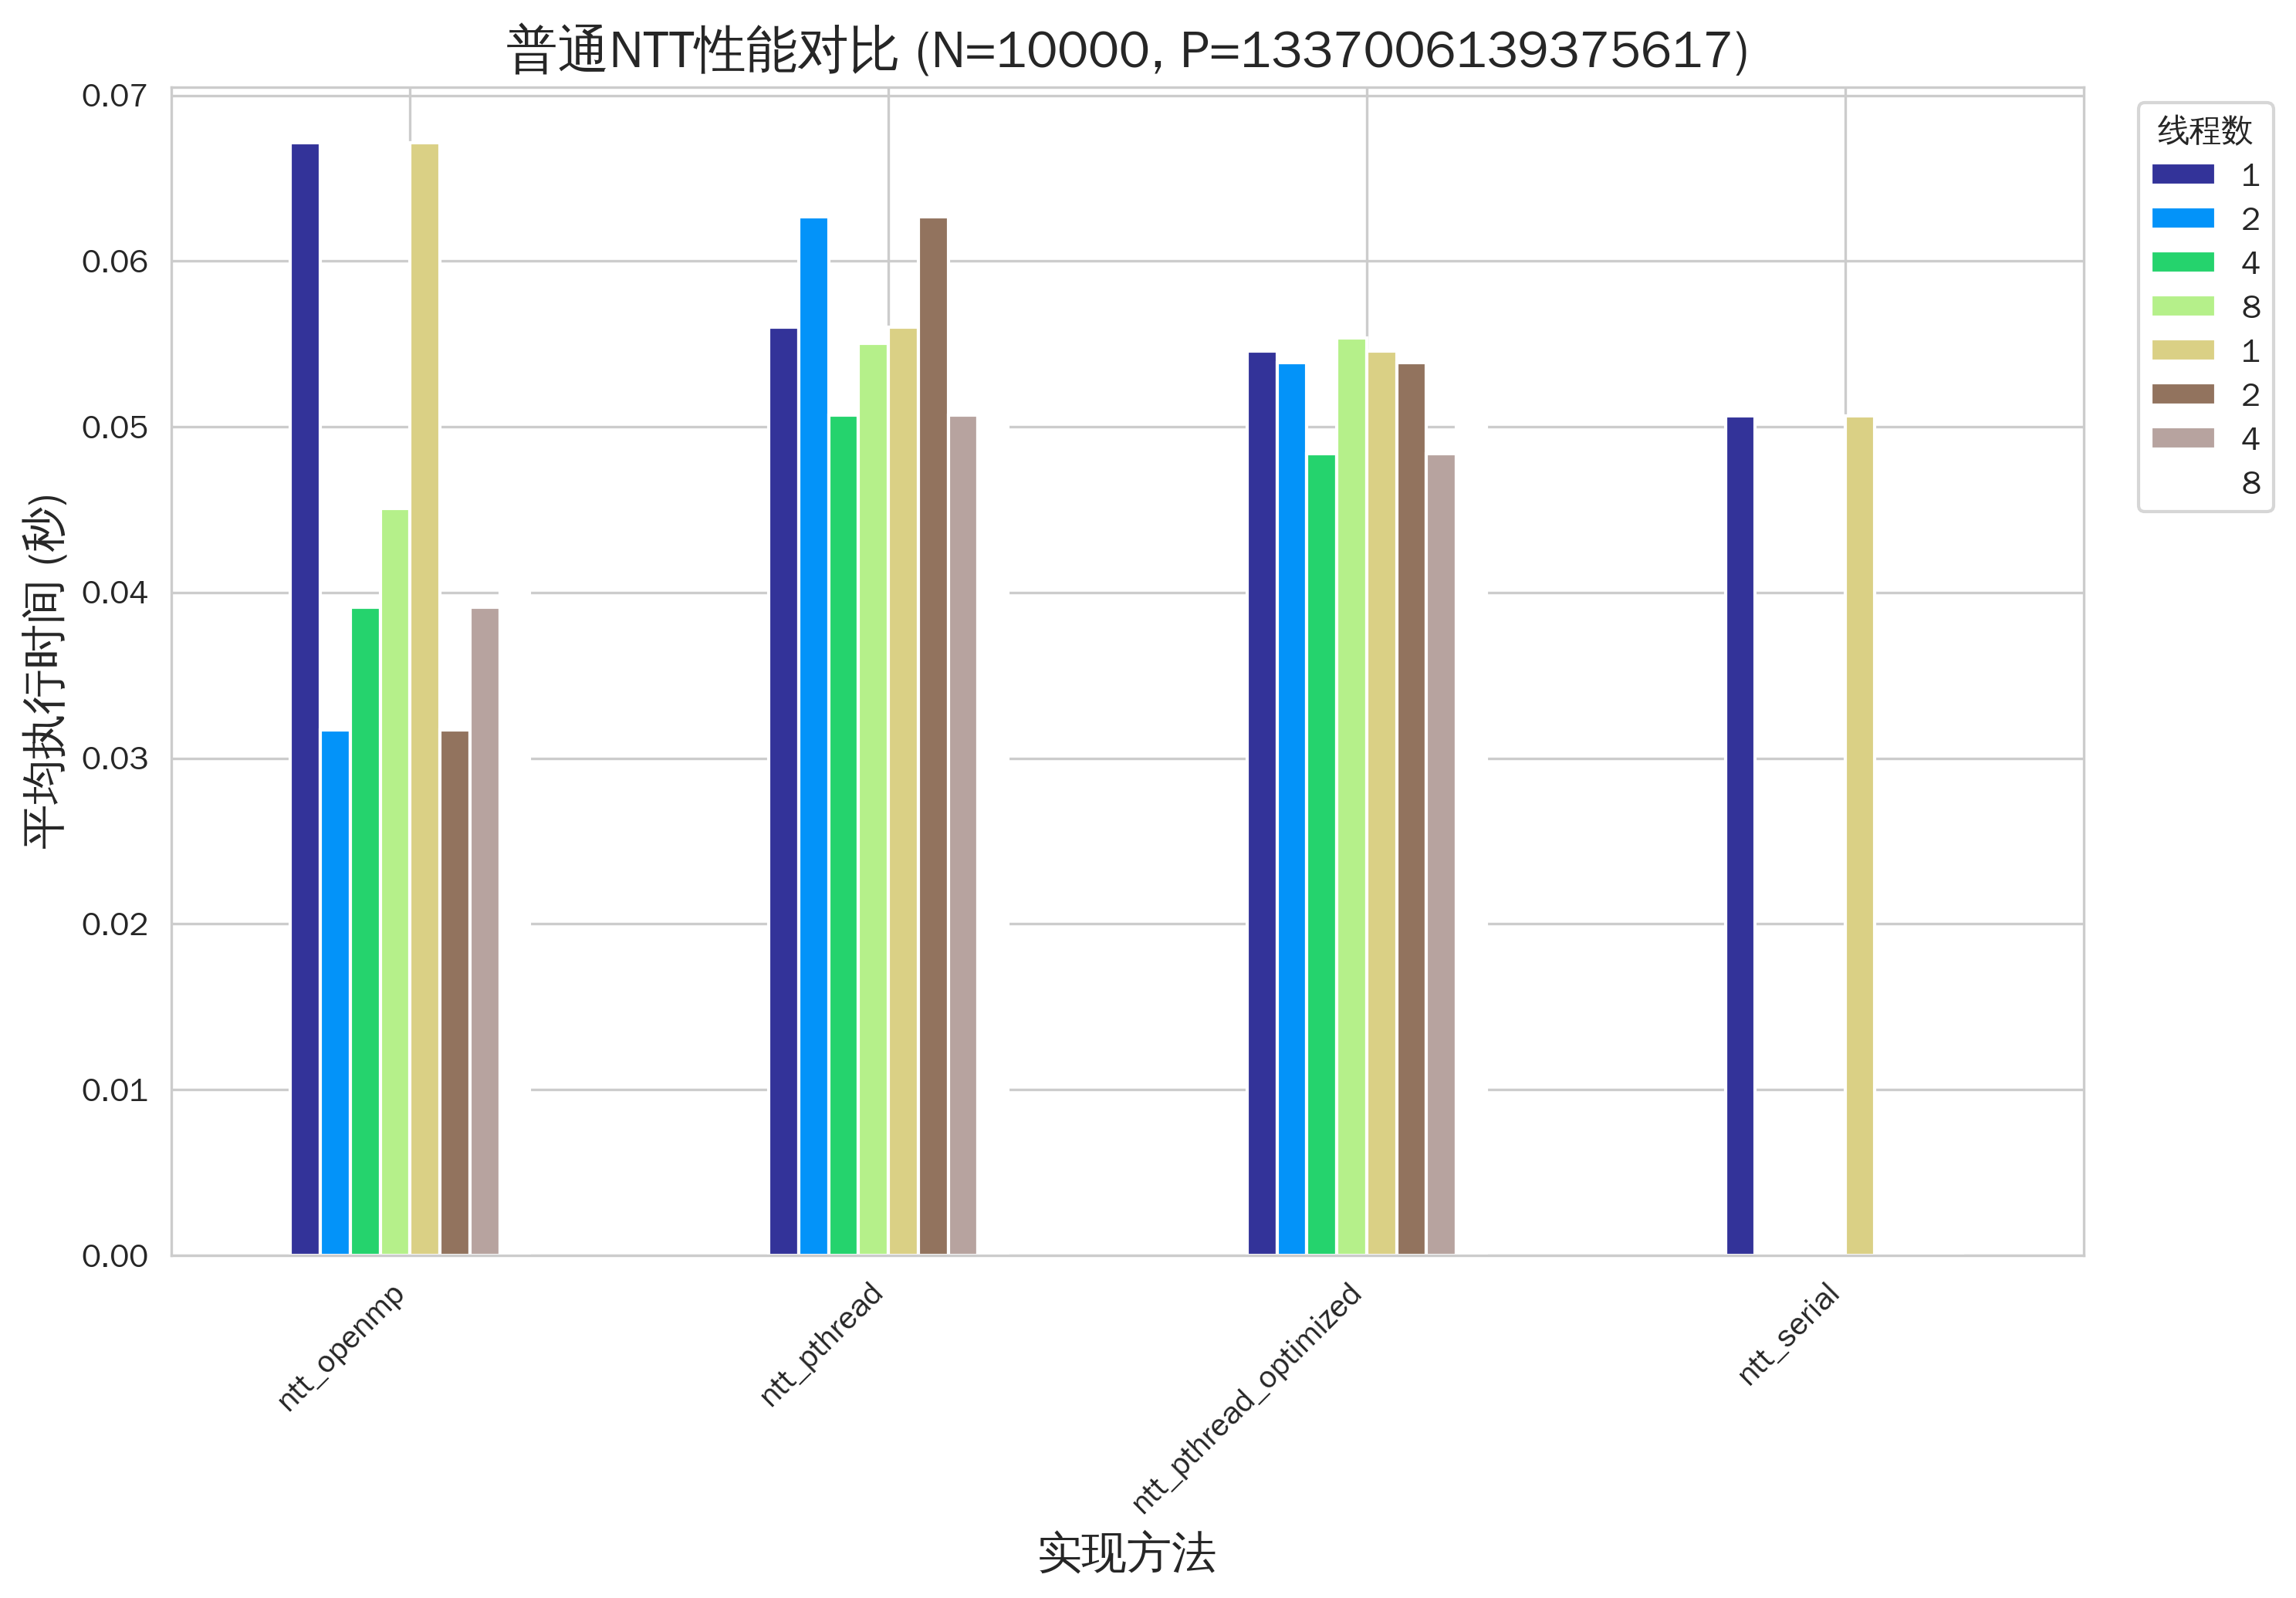 普通NTT性能对比 (N=10000, P=1337006139375617)
0.07
0.06
0.05
0.04
0.03
0.02
0.01
0.00
平均执行时间 (秒)
ntt_openmp
ntt_pthread
ntt_pthread_optimized
ntt_serial
实现方法
线程数
1
2
4
8
1
2
4
8